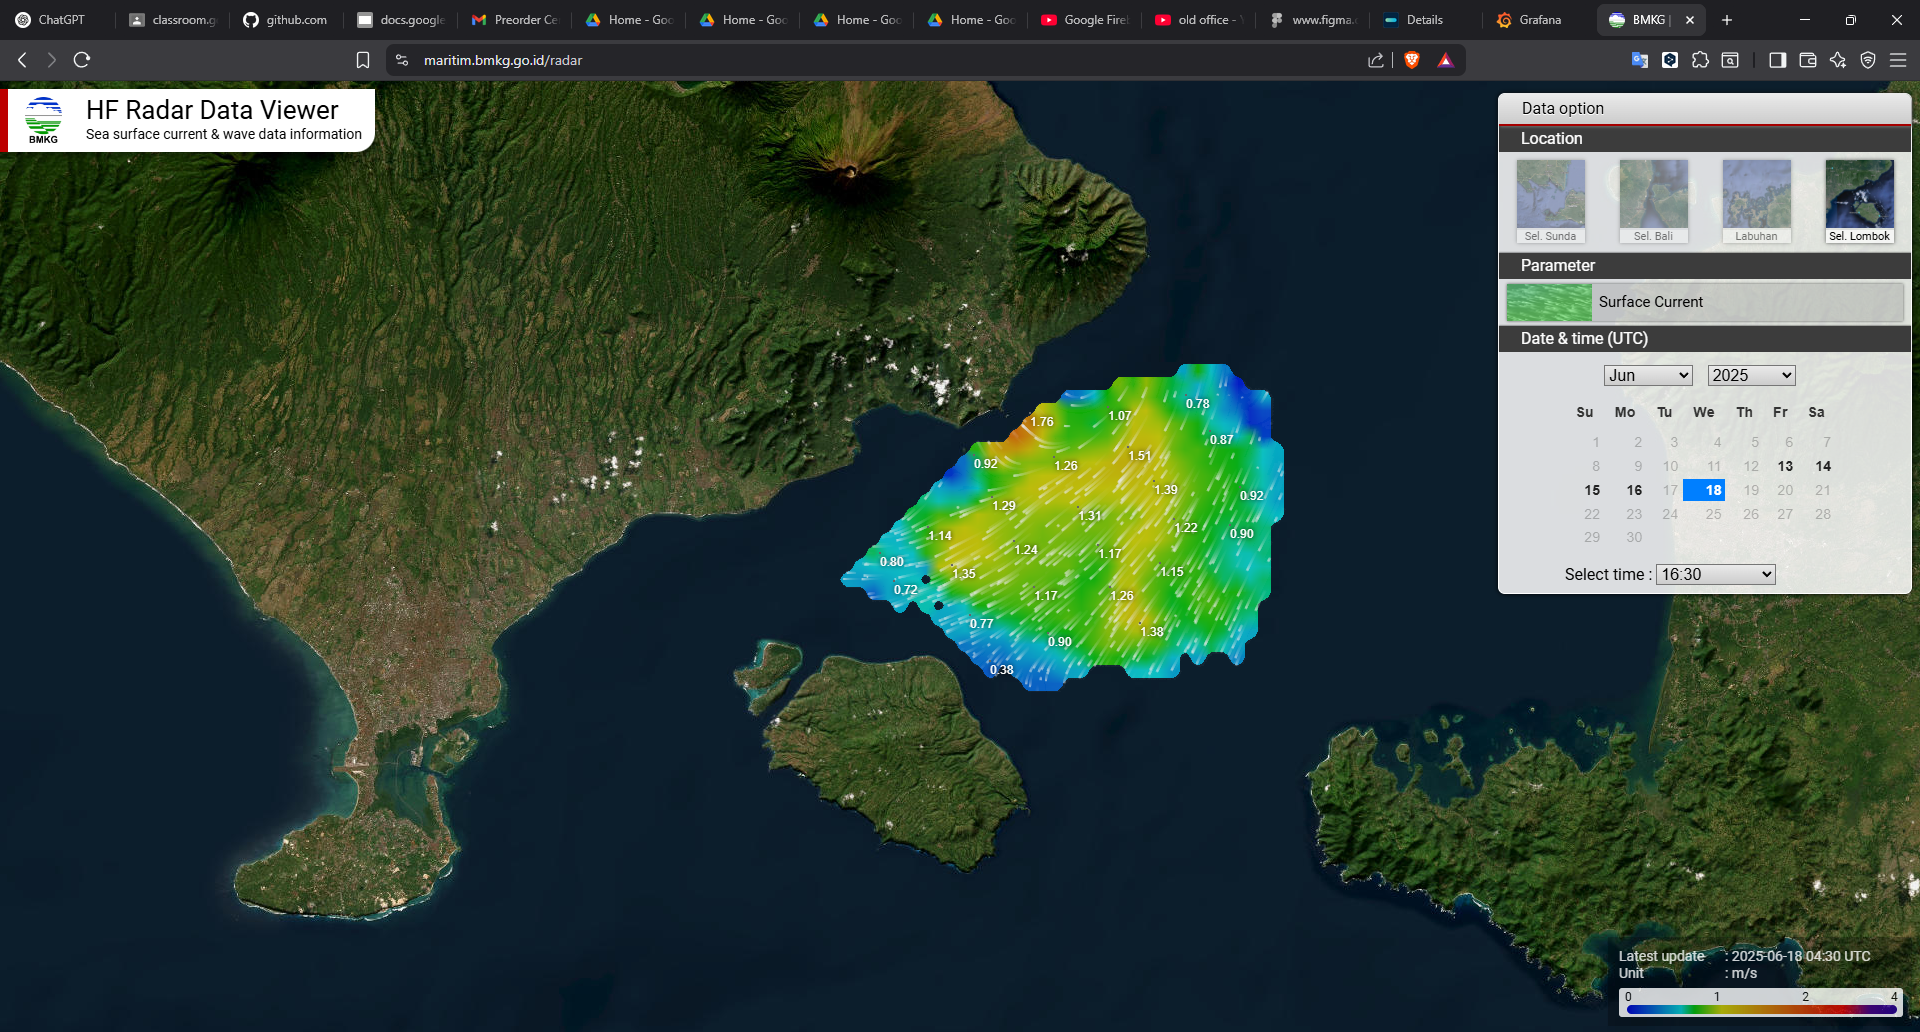 ChatGPT
classroom.g
github.com
docs.google
Preorder Ce
Home - Goo
Home - Goo
Home - Goo
Home - Goo
Google Fire
old office - Y
www.figma.c
Details
Grafana
BMKG |
maritim.bmkg.go.id/radar
BMKG
HF Radar Data Viewer
Sea surface current & wave data information
Data option
Location
Sel. Sunda
Sel. Bali
Labuhan
Sel. Lombok
Parameter
Surface Current
Date & time (UTC)
Jun
2025
Su Mo Tu We Th Fr Sa
1 2 3 4 5 6 7
8 9 10 11 12 13 14
15 16 17 18 19 20 21
22 23 24 25 26 27 28
29 30
Select time : 16:30
0.78
1.07
1.76
0.87
1.51
0.92
1.26
1.39
0.92
1.29
1.31
1.22
0.90
1.14
1.24
1.17
0.80
1.15
1.35
0.72
1.17
1.26
0.77
1.38
0.90
0.38
Latest update : 2025-06-18 04:30 UTC
Unit : m/s
0 1 2 4